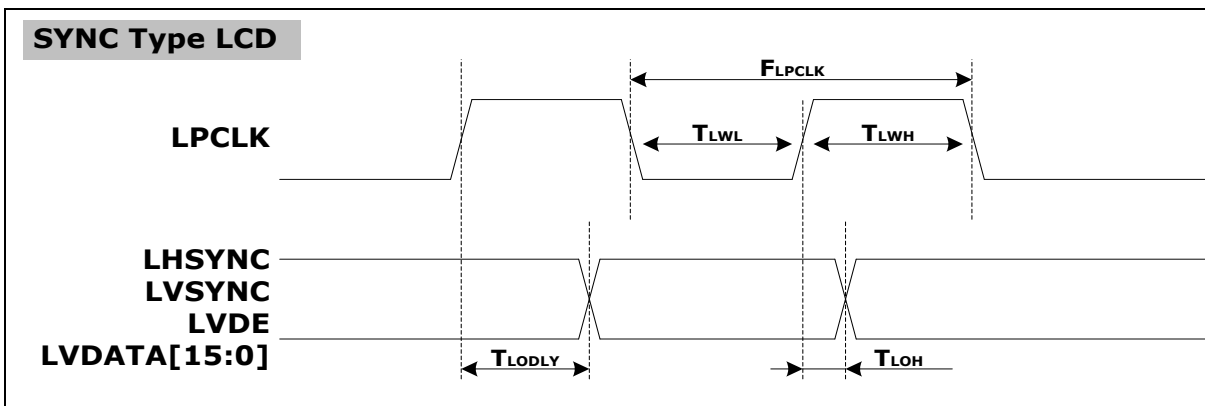 SYNC Type LCD
FLPCLK
LPCLK
TLWL
TLWH
LHSYNC
LVSYNC
LVDE
LVDATA[15:0]
TLODLY
TLOH